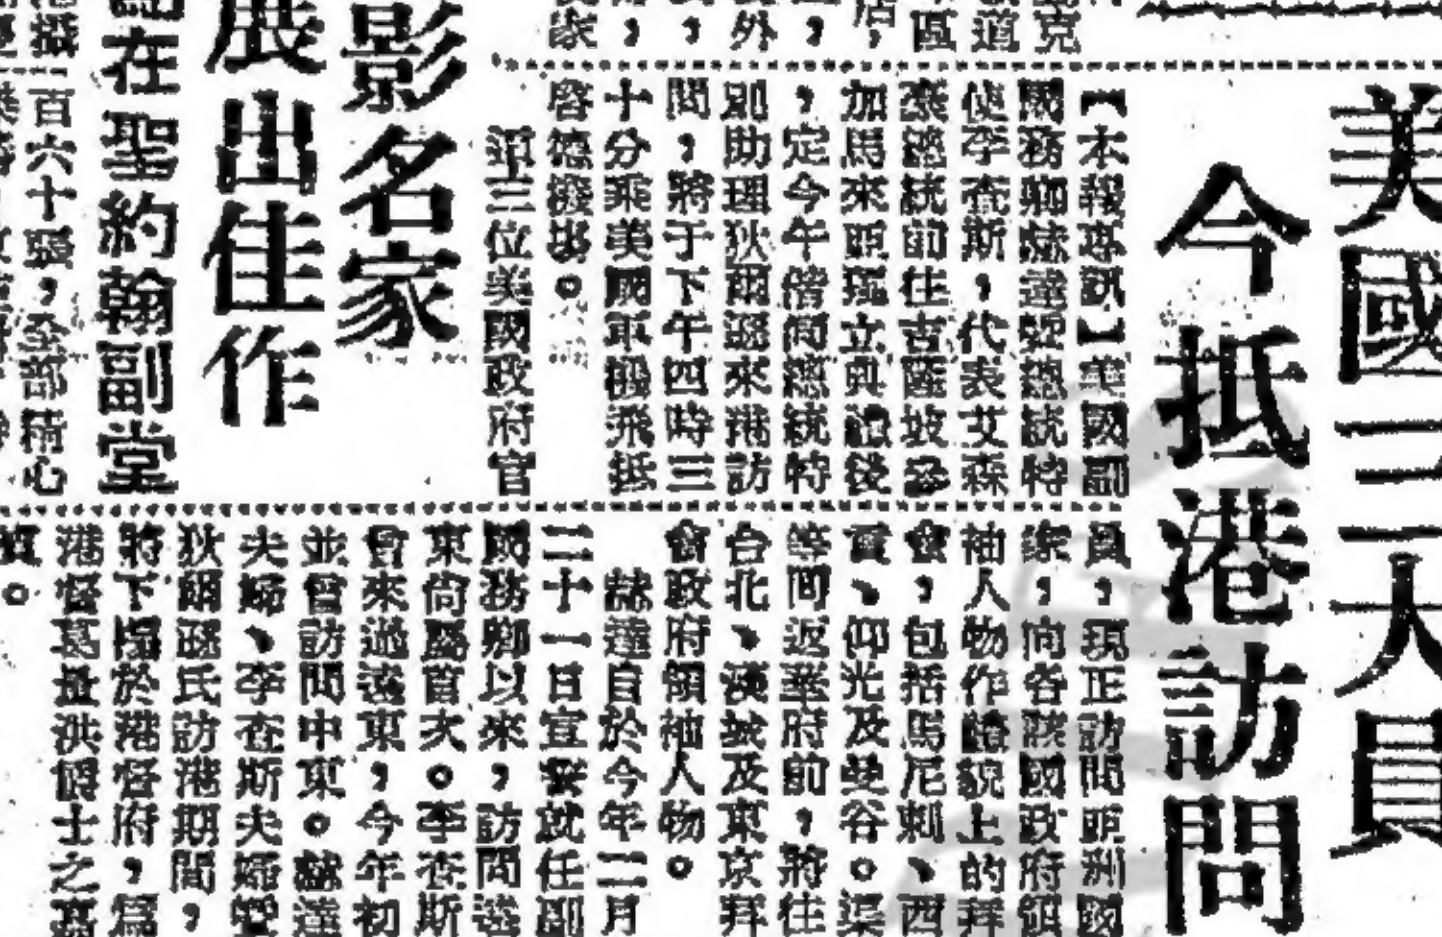 美國三大員
今抵港訪問
【本報專訊】美國副
國務卿赫達暨總統特
使李查斯，代表艾森
豪總統前往吉隆坡參
加馬來亞獨立典禮後
，定今午偕同總統特
別助理狄爾遜來港訪
問，將于下午四時三
十分乘美國軍機飛抵
啓德機場。
這三位美國政府官
員，現正訪問亞洲國
家，向各該國政府領
袖人物作禮貌上的拜
會，包括馬尼剌、西
貢、仰光及曼谷。渠
等問返華府前，將往
台北、漢城及東京拜
會政府領袖人物。
赫達自於今年二月
二十一日宣誓就任副
國務卿以來，訪問遠
東尚屬首次。李查斯
曾來過遠東，今年初
並曾訪問中東。赫達
夫婦、李查斯夫婦暨
狄爾遜氏訪港期間，
將下榻於港督府，爲
港督葛量洪爵士之嘉
賓。
影名家
展出佳作
在聖約翰副堂
百六十張，全部精心